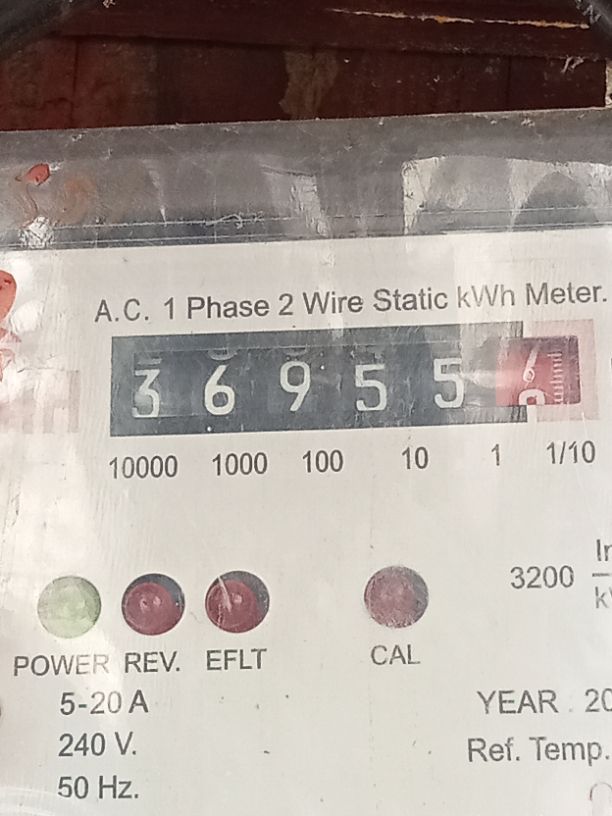 A.C. 1 Phase 2 Wire Static kWh Meter.
3 6 9 5 5 6
10000 1000 100 10 1 1/10
3200
POWER REV. EFLT CAL
5-20 A
YEAR
240 V.
Ref. Temp.
50 Hz.